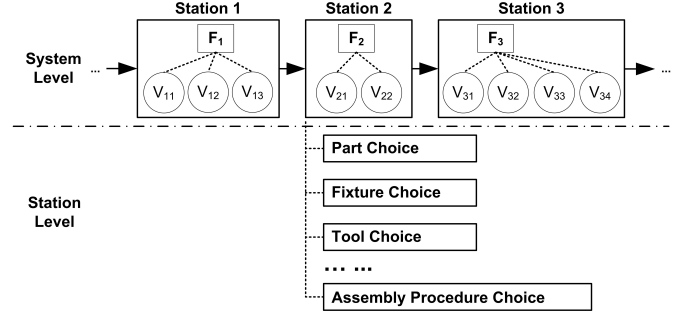 Station 1 Station 2 Station 3
F1 F2 F3
System
Level
... ...
V11 V12 V13 V21 V22 V31 V32 V33 V34
Part Choice
Fixture Choice
Station
Level
Tool Choice
... ...
Assembly Procedure Choice